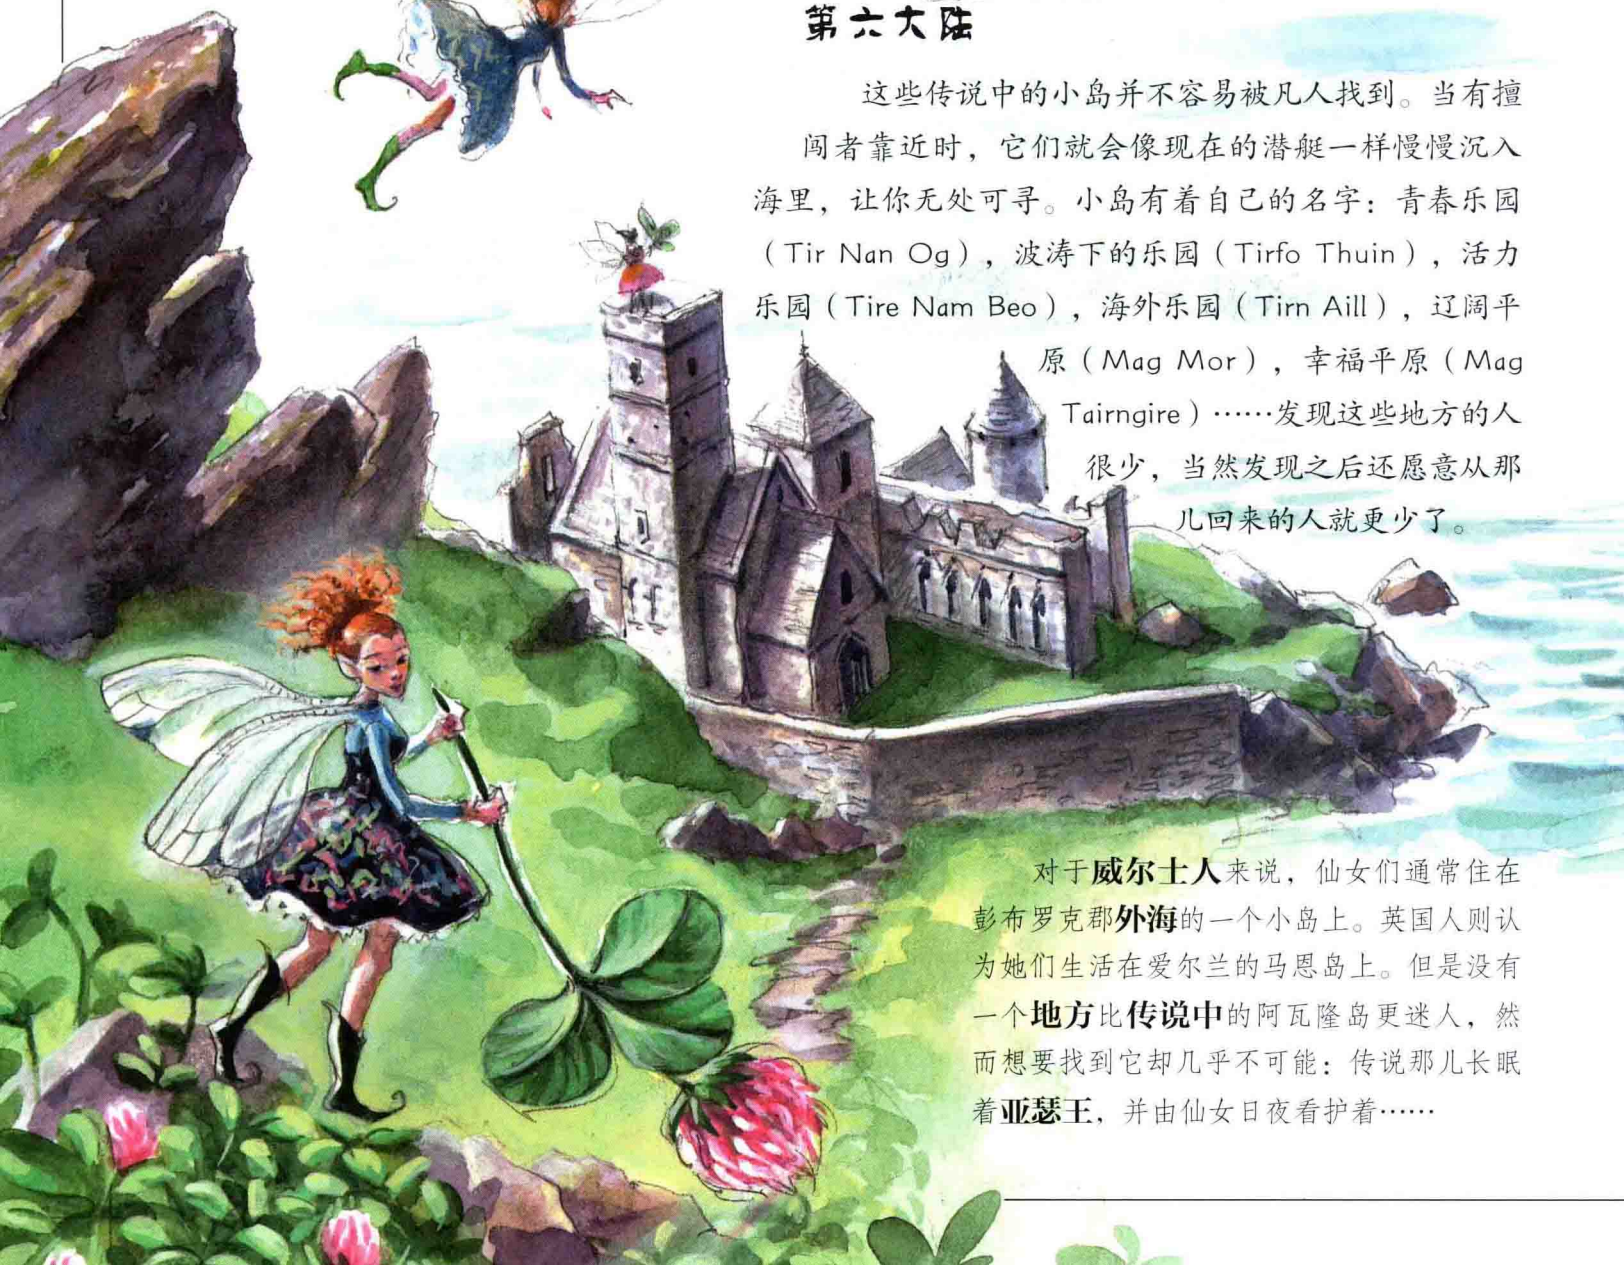 第六大陆
这些传说中的小岛并不容易被凡人找到。当有擅
闯者靠近时，它们就会像现在的潜艇一样慢慢沉入
海里，让你无处可寻。小岛有着自己的名字：青春乐园
（Tir Nan Og），波涛下的乐园（Tirfo Thuin），活力
乐园（Tire Nam Beo），海外乐园（Tirn Aill），辽阔平
原（Mag Mor），幸福平原（Mag
Tairngire）……发现这些地方的人
很少，当然发现之后还愿意从那
儿回来的人就更少了。
对于威尔士人来说，仙女们通常住在
彭布罗克郡外海的一个小岛上。英国人则认
为她们生活在爱尔兰的马恩岛上。但是没有
一个地方比传说中的阿瓦隆岛更迷人，然
而想要找到它却几乎不可能：传说那儿长眠
着亚瑟王，并由仙女日夜看护着……